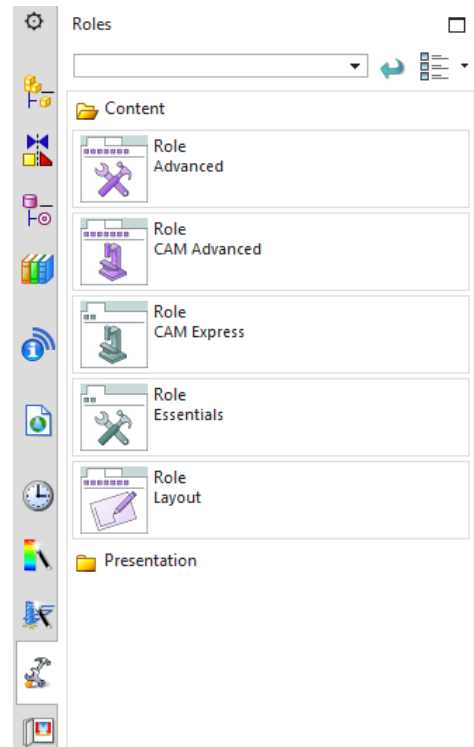 Roles
Content
Role
Advanced
Role
CAM Advanced
Role
CAM Express
Role
Essentials
Role
Layout
Presentation